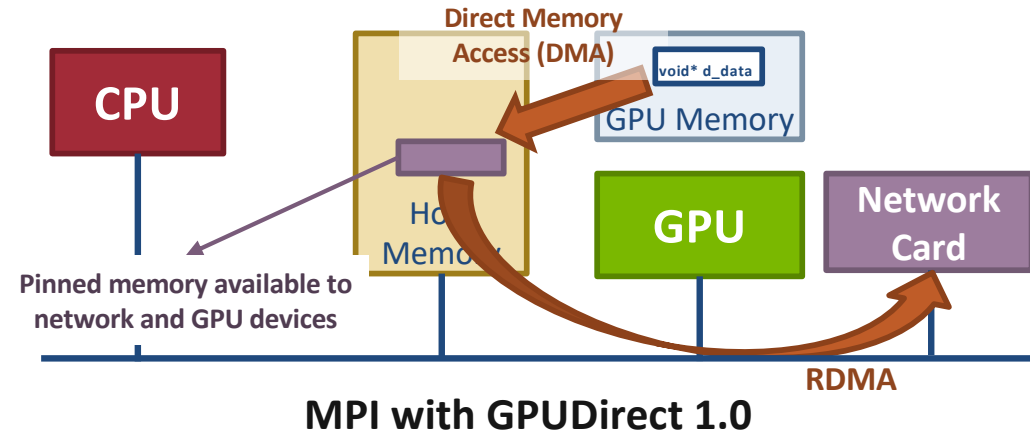 Direct Memory
Access (DMA)
void* d_data
CPU
GPU Memory
Memory
GPU
Network
Card
Pinned memory available to
network and GPU devices
RDMA
MPI with GPUDirect 1.0